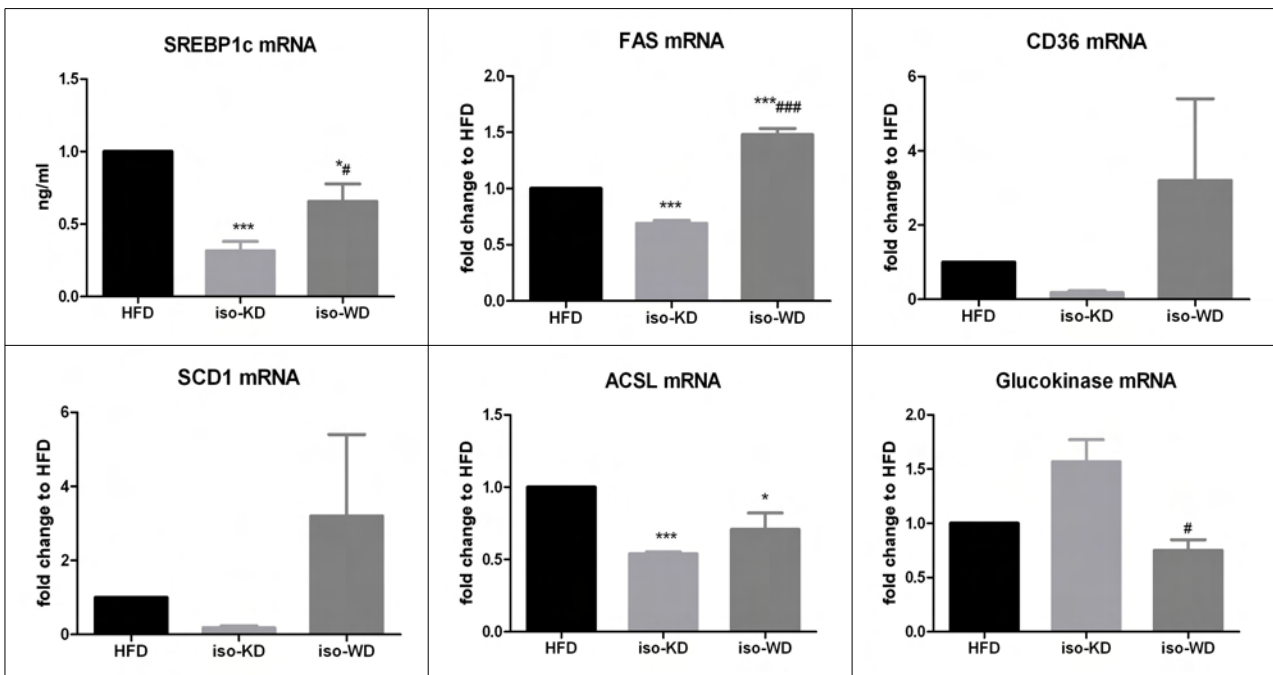 SREBP1c mRNA
ng/ml
1.5
1.0
0.5
0.0
***
*#
HFD iso-KD iso-WD
FAS mRNA
fold change to HFD
2.0
1.5
1.0
0.5
0.0
***
***###
HFD iso-KD iso-WD
CD36 mRNA
fold change to HFD
6
4
2
0
HFD iso-KD iso-WD
SCD1 mRNA
fold change to HFD
6
4
2
0
HFD iso-KD iso-WD
ACSL mRNA
fold change to HFD
1.5
1.0
0.5
0.0
***
*
HFD iso-KD iso-WD
Glucokinase mRNA
fold change to HFD
2.0
1.5
1.0
0.5
0.0
#
HFD iso-KD iso-WD